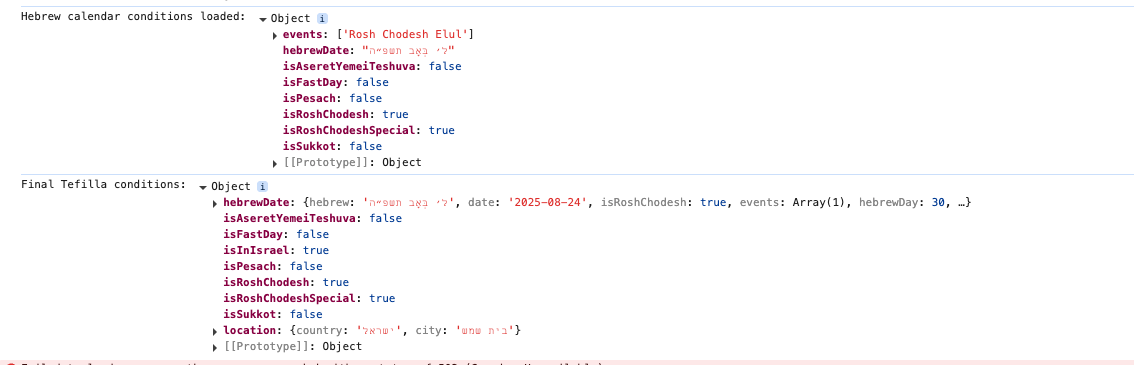 Hebrew calendar conditions loaded: ▼ Object i
▶ events: ['Rosh Chodesh Elul']
hebrewDate: "ל׳ בְּאָב תשפ״ה"
isAseretYemeiTeshuva: false
isFastDay: false
isPesach: false
isRoshChodesh: true
isRoshChodeshSpecial: true
isSukkot: false
▶ [[Prototype]]: Object
Final Tefilla conditions: ▼ Object i
▶ hebrewDate: {hebrew: 'ל׳ בְּאָב תשפ״ה', date: '2025-08-24', isRoshChodesh: true, events: Array(1), hebrewDay: 30, …}
isAseretYemeiTeshuva: false
isFastDay: false
isInIsrael: true
isPesach: false
isRoshChodesh: true
isRoshChodeshSpecial: true
isSukkot: false
▶ location: {country: 'ישראל', city: 'בית שמש'}
▶ [[Prototype]]: Object